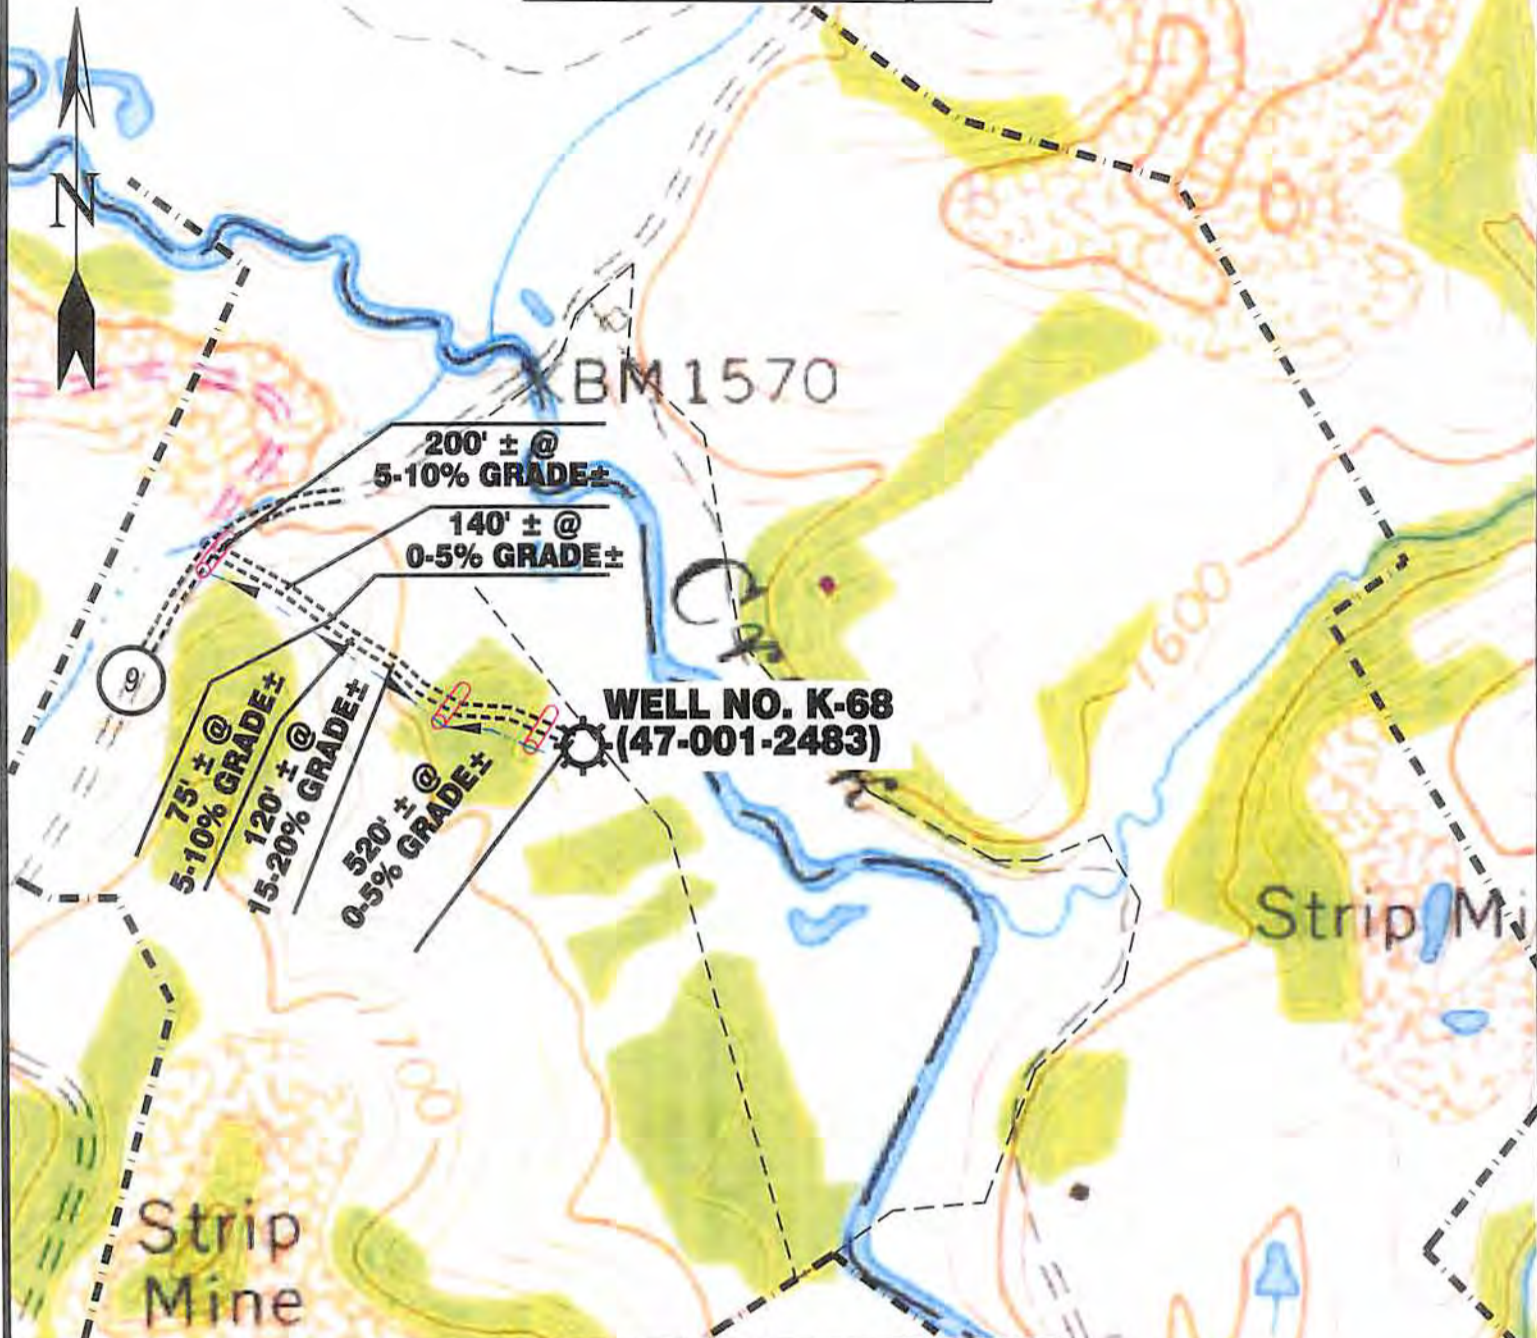 N
XBM 1570
200' ± @
5-10% GRADE±
140' ± @
0-5% GRADE±
9
WELL NO. K-68
(47-001-2483)
75' ± @
5-10% GRADE±
120' ± @
15-20% GRADE±
520' ± @
0-5% GRADE±
1600
Strip Mi
Strip
Mine